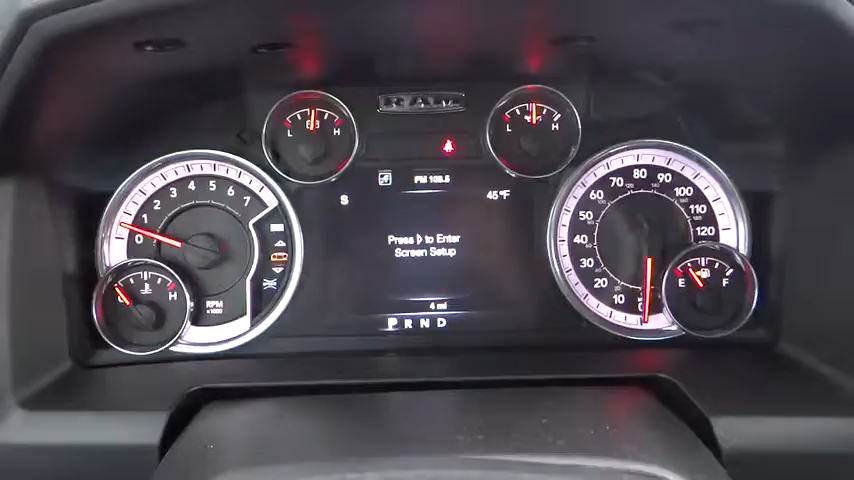 RAM
L H
L H
FM 103.5
S
45°F
0 1 2 3 4 5 6 7
RPM
x1000
H
Press to Enter
Screen Setup
4 mi
P R N D
10 20 30 40 50 60 70 80 90 100 110 120
E F